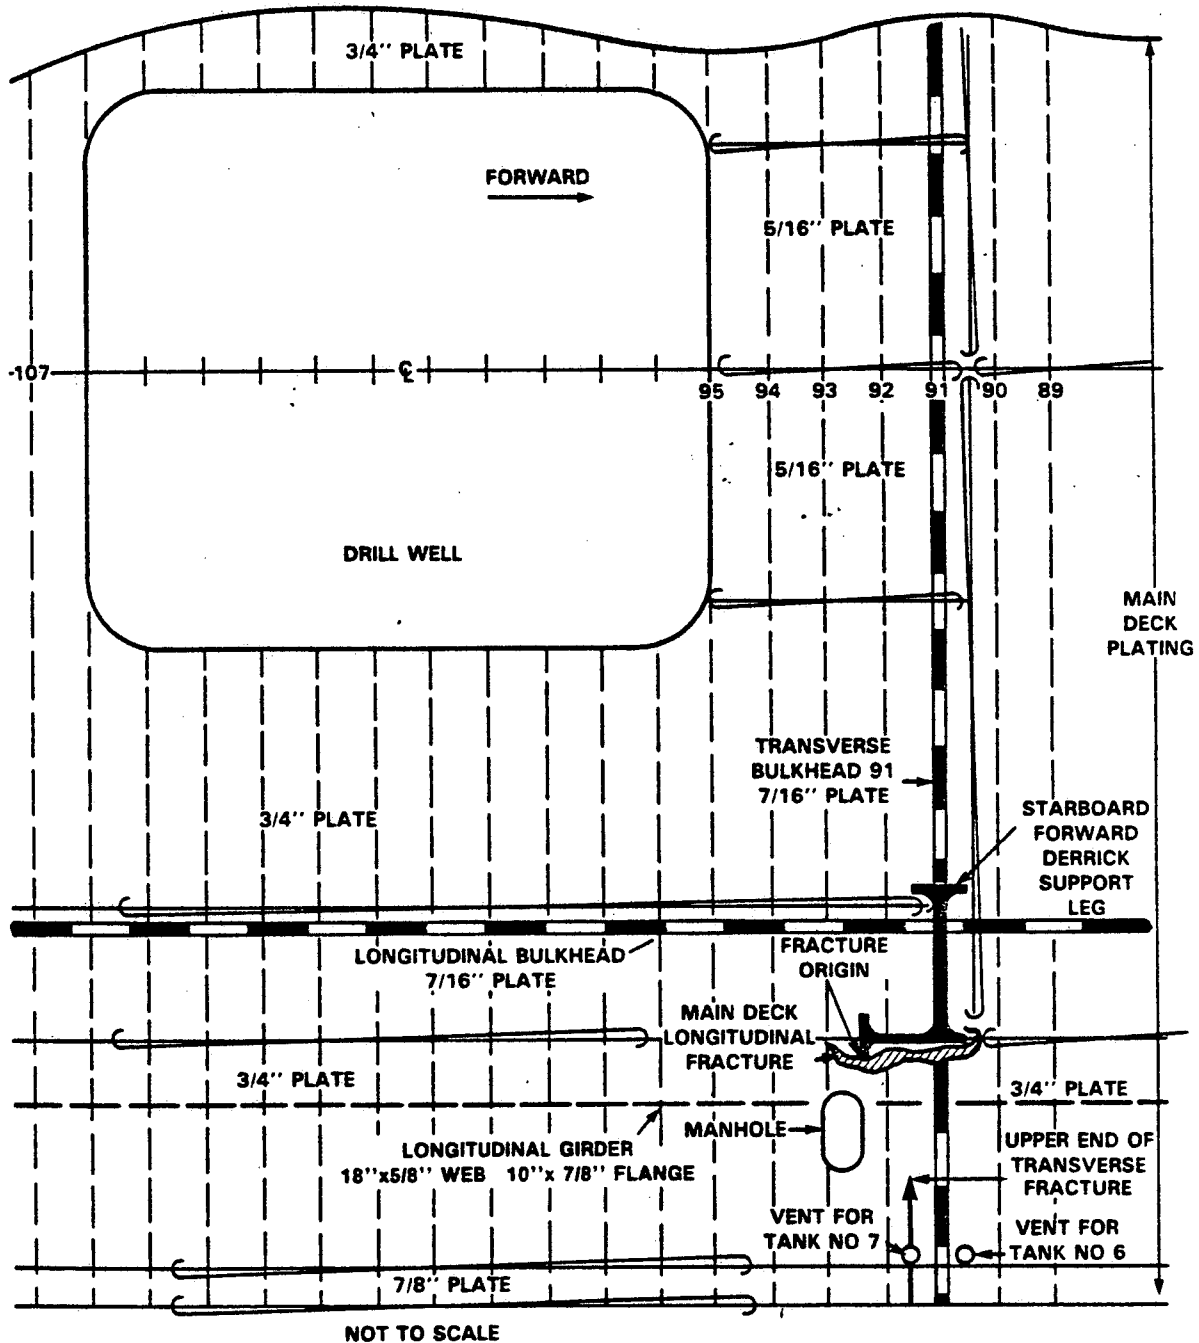 3/4" PLATE
FORWARD
5/16" PLATE
-107
℄
95 94 93 92 91 90 89
5/16" PLATE
DRILL WELL
MAIN
DECK
PLATING
TRANSVERSE
BULKHEAD 91
7/16" PLATE
3/4" PLATE
STARBOARD
FORWARD
DERRICK
SUPPORT
LEG
LONGITUDINAL BULKHEAD
7/16" PLATE
FRACTURE
ORIGIN
MAIN DECK
LONGITUDINAL
FRACTURE
3/4" PLATE
3/4" PLATE
MANHOLE
LONGITUDINAL GIRDER
18"x5/8" WEB 10"x 7/8" FLANGE
UPPER END OF
TRANSVERSE
FRACTURE
VENT FOR
TANK NO 7
VENT FOR
TANK NO 6
7/8" PLATE
NOT TO SCALE